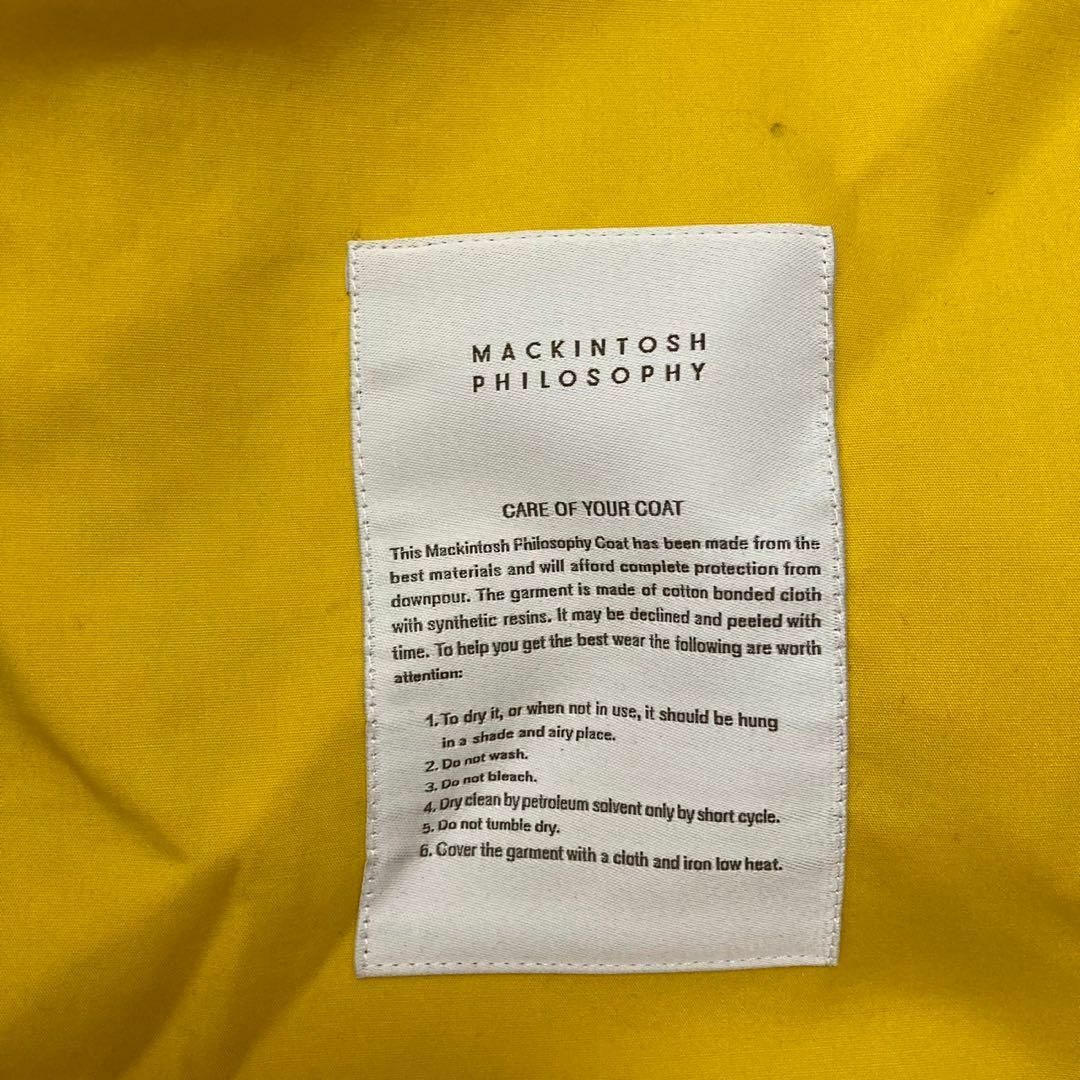 MACKINTOSH
PHILOSOPHY
CARE OF YOUR COAT
This Mackintosh Philosophy Coat has been made from the
best materials and will afford complete protection from
downpour. The garment is made of cotton bonded cloth
with synthetic resins. It may be declined and peeled with
time. To help you get the best wear the following are worth
attention:
1. To dry it, or when not in use, it should be hung
in a shade and airy place.
2. Do not wash.
3. Do not bleach.
4. Dry clean by petroleum solvent only by short cycle.
5. Do not tumble dry.
6. Cover the garment with a cloth and iron low heat.